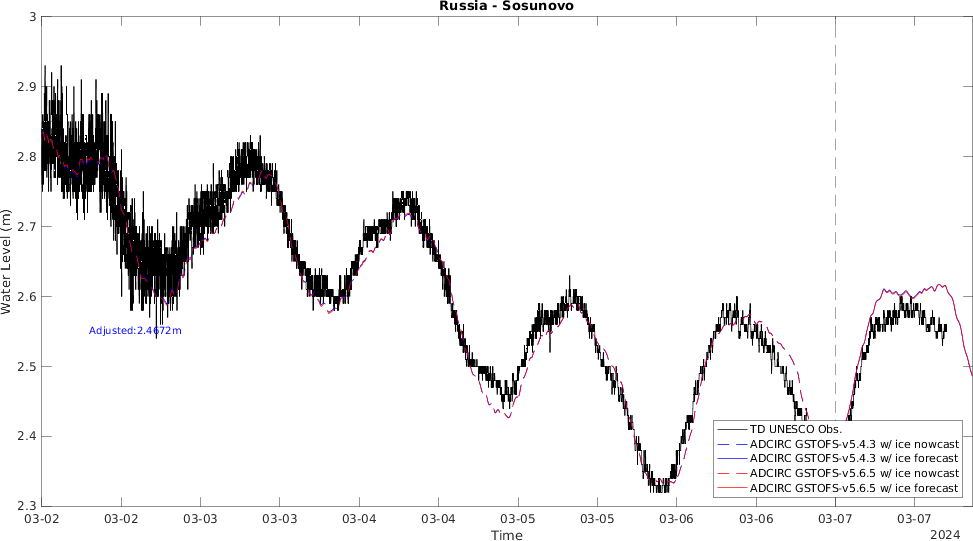 Russia - Sosunovo
3
2.9
2.8
2.7
2.6
2.5
2.4
2.3
Water Level (m)
Adjusted:2.4672m
TD UNESCO Obs.
ADCIRC GSTOFS-v5.4.3 w/ ice nowcast
ADCIRC GSTOFS-v5.4.3 w/ ice forecast
ADCIRC GSTOFS-v5.6.5 w/ ice nowcast
ADCIRC GSTOFS-v5.6.5 w/ ice forecast
03-02 03-02 03-03 03-03 03-04 03-04 03-05 03-05 03-06 03-06 03-07 03-07
Time
2024